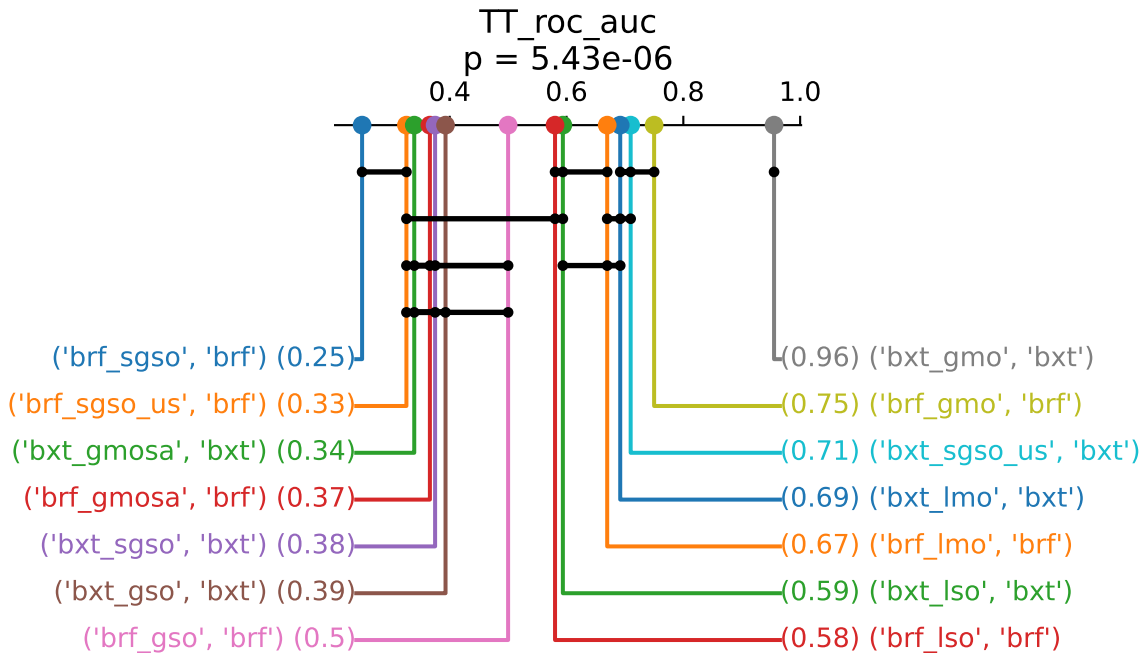 TT_roc_auc
p = 5.43e-06
0.4 0.6 0.8 1.0
('brf_sgso', 'brf') (0.25)
(0.96) ('bxt_gmo', 'bxt')
('brf_sgso_us', 'brf') (0.33)
(0.75) ('brf_gmo', 'brf')
('bxt_gmosa', 'bxt') (0.34)
(0.71) ('bxt_sgso_us', 'bxt')
('brf_gmosa', 'brf') (0.37)
(0.69) ('bxt_lmo', 'bxt')
('bxt_sgso', 'bxt') (0.38)
(0.67) ('brf_lmo', 'brf')
('bxt_gso', 'bxt') (0.39)
(0.59) ('bxt_lso', 'bxt')
('brf_gso', 'brf') (0.5)
(0.58) ('brf_lso', 'brf')